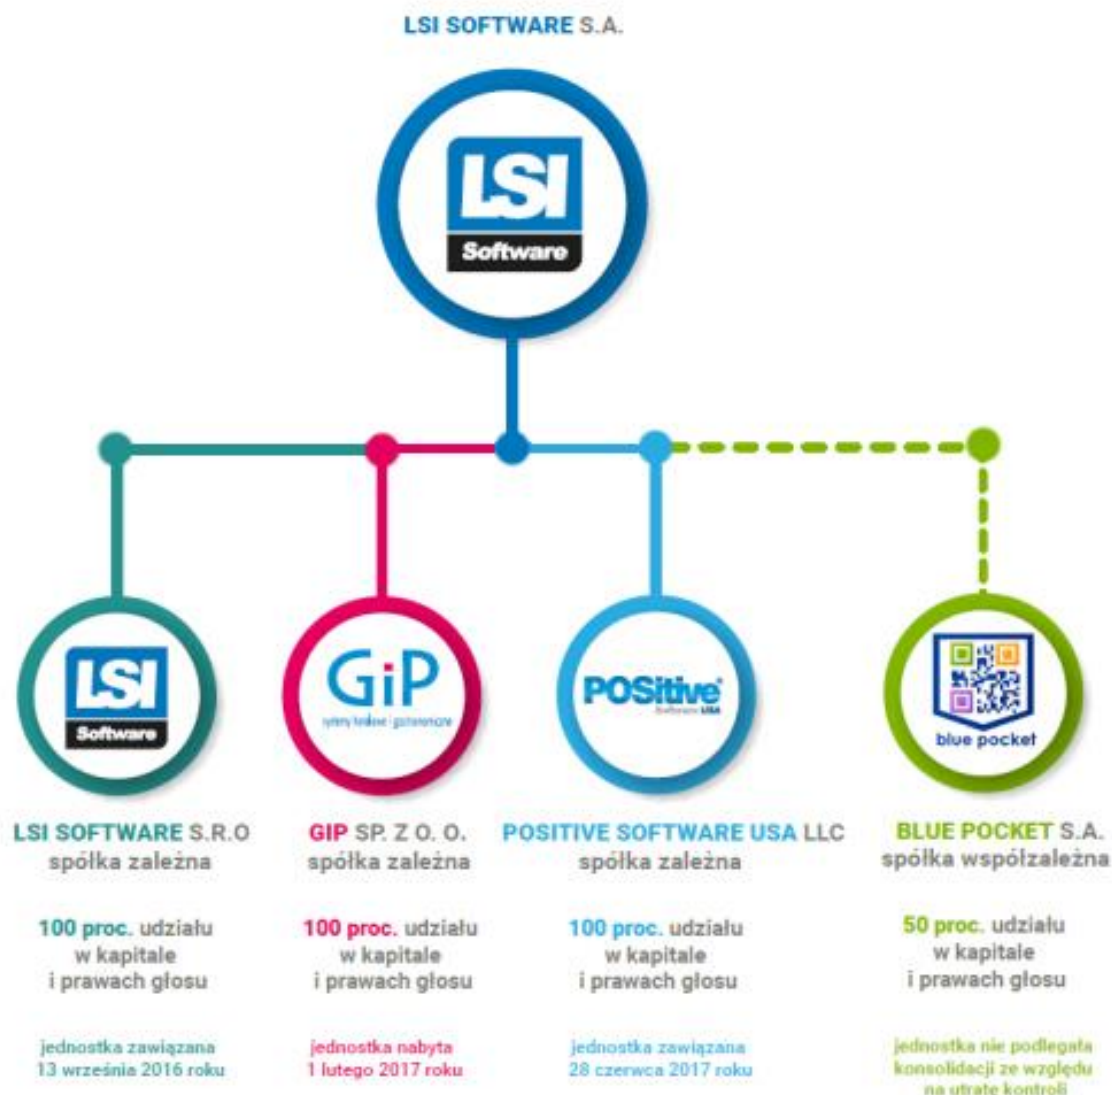 LSI SOFTWARE S.A.
LSI
Software
LSI
Software
GiP
POSitive
Software USA
blue pocket
LSI SOFTWARE S.R.O
spółka zależna
100 proc. udziału
w kapitale
i prawach głosu
jednostka zawiązana
13 września 2016 roku
GIP SP. Z O. O.
spółka zależna
100 proc. udziału
w kapitale
i prawach głosu
jednostka nabyta
1 lutego 2017 roku
POSITIVE SOFTWARE USA LLC
spółka zależna
100 proc. udziału
w kapitale
i prawach głosu
jednostka zawiązana
28 czerwca 2017 roku
BLUE POCKET S.A.
spółka współzależna
50 proc. udziału
w kapitale
i prawach głosu
jednostka nie podlegała
konsolidacji ze względu
na utratę kontroli